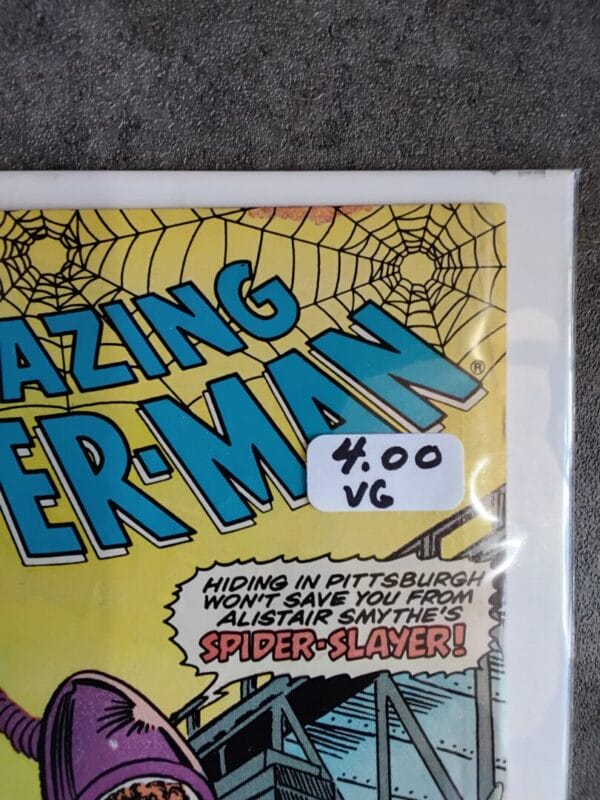 AZING
ER-MAN®
4.00
VG
HIDING IN PITTSBURGH
WON'T SAVE YOU FROM
ALISTAIR SMYTHE'S
SPIDER-SLAYER!